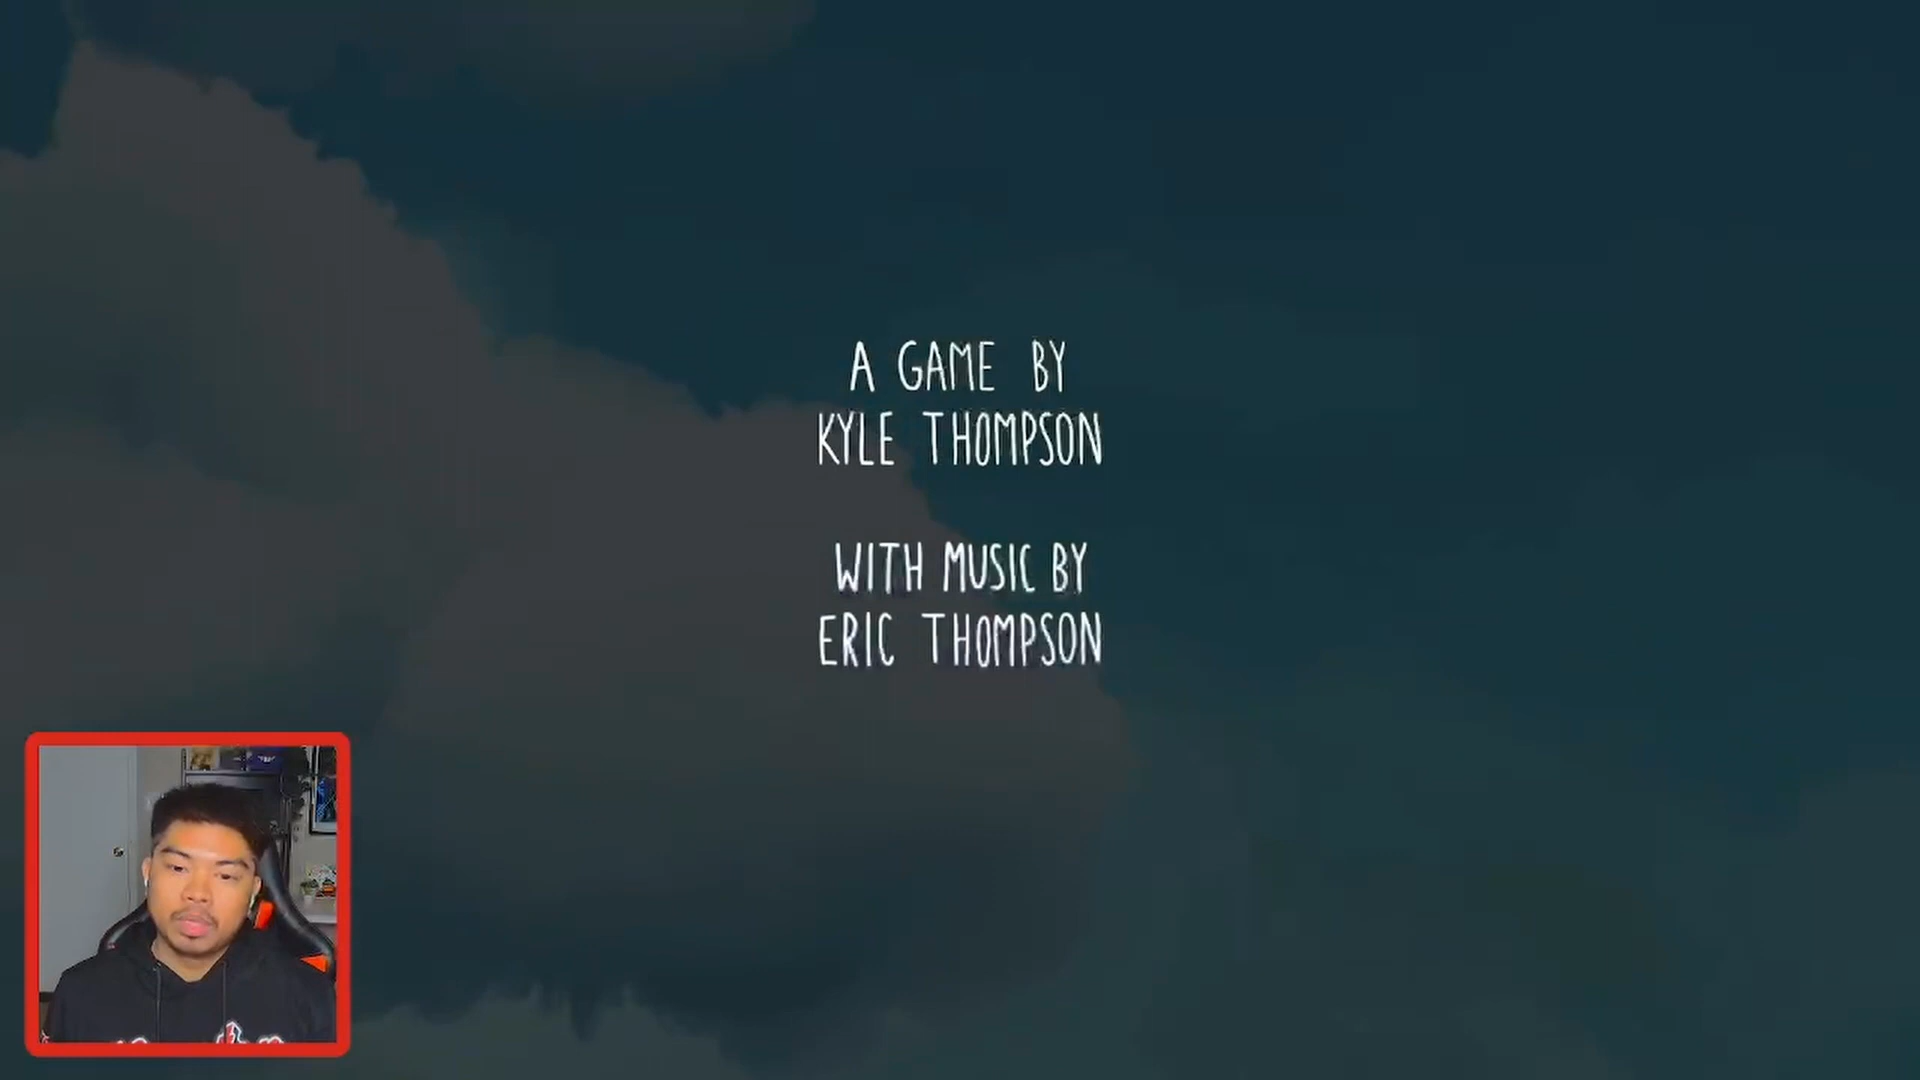 A GAME BY
KYLE THOMPSON
WITH MUSIC BY
ERIC THOMPSON